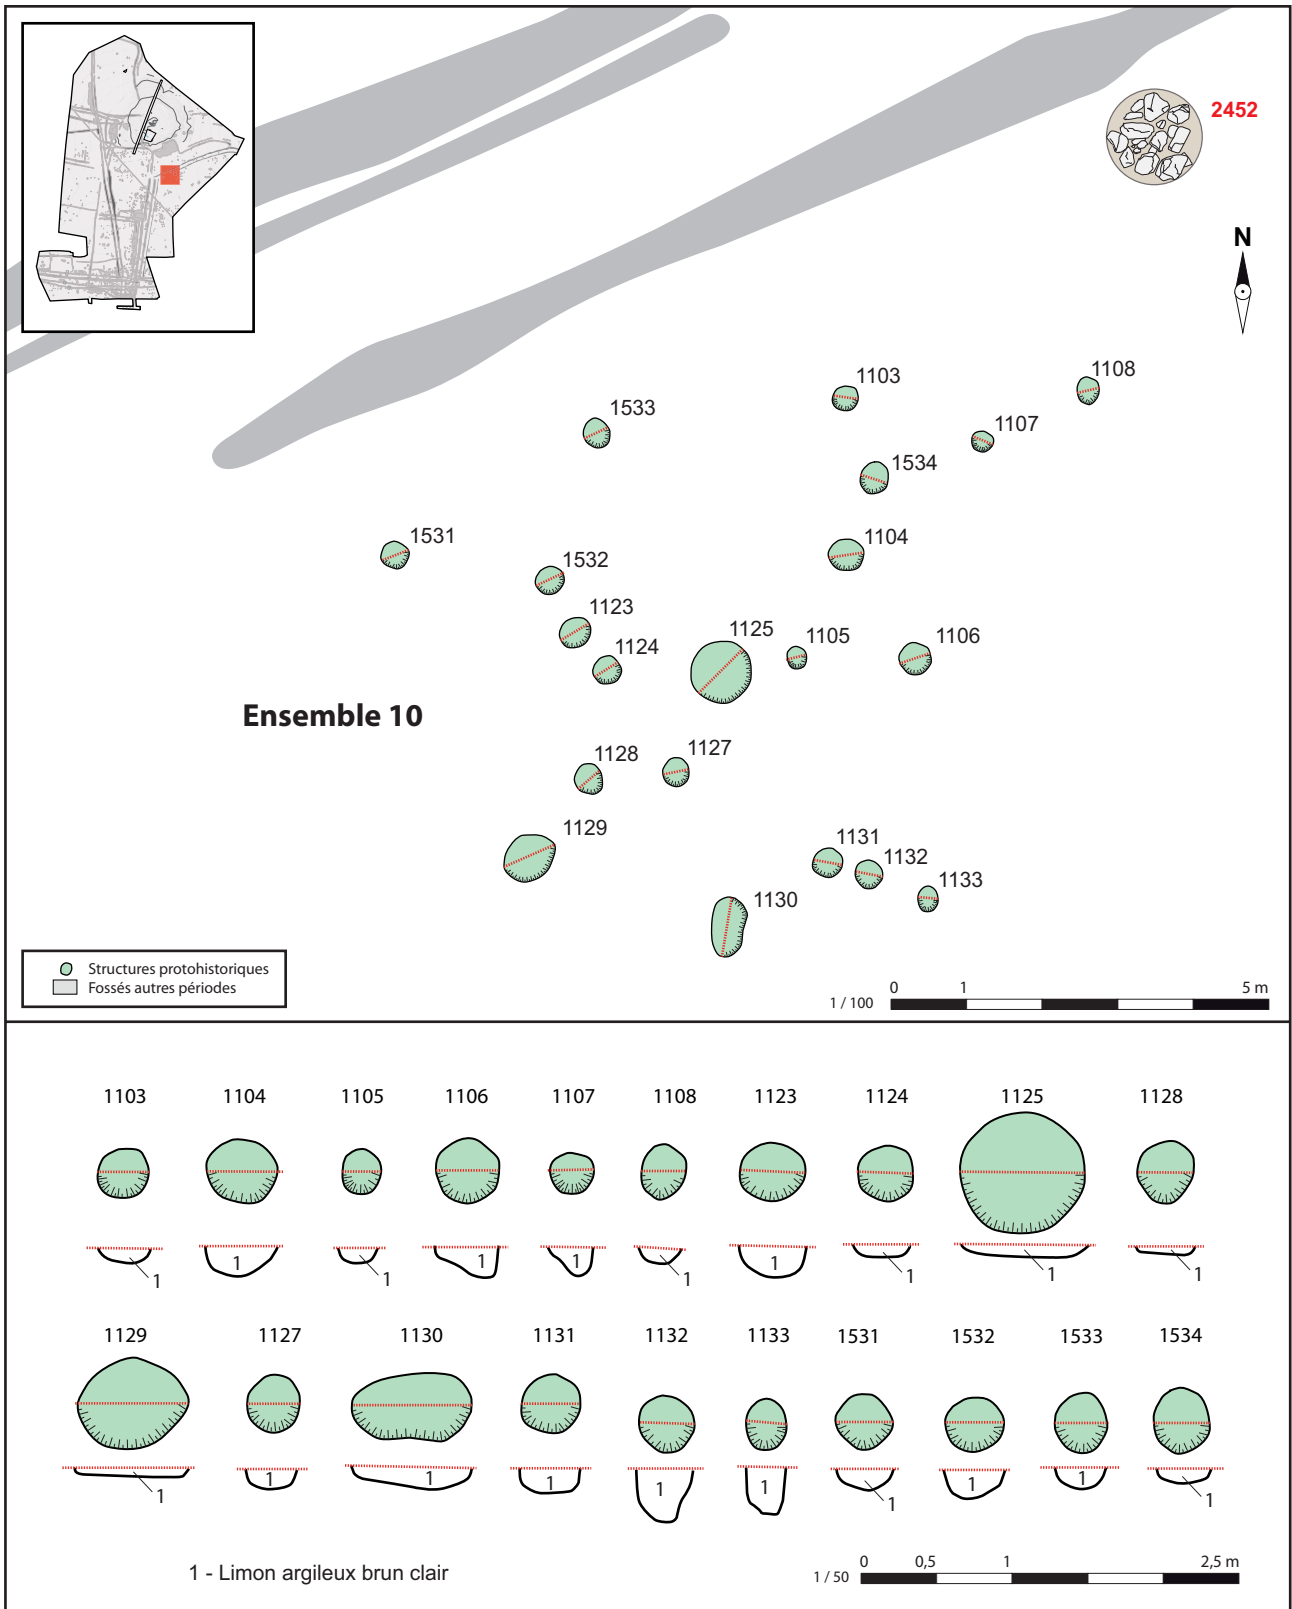 2452
N
1103
1108
1533
1107
1534
1531
1104
1532
1123
1125
1105
1106
1124
Ensemble 10
1128
1127
1129
1131
1132
1133
1130
Structures protohistoriques
Fossés autres périodes
0 1 5 m
1 / 100
1103 1104 1105 1106 1107 1108 1123 1124 1125 1128
1 1 1 1 1 1 1 1 1 1
1129 1127 1130 1131 1132 1133 1531 1532 1533 1534
1 1 1 1 1 1 1 1 1 1
1 - Limon argileux brun clair
0 0,5 1 2,5 m
1 / 50